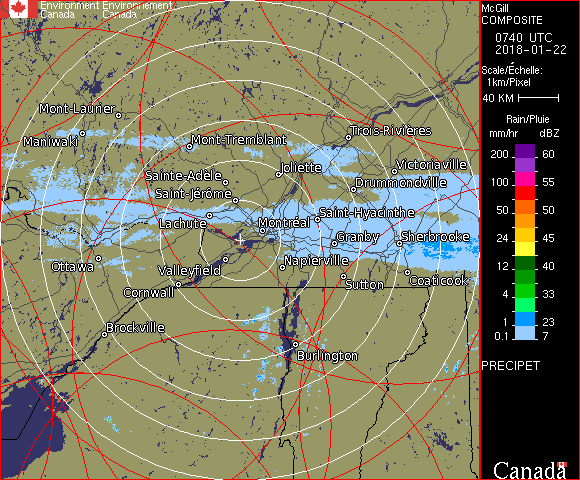 Environment Environnement
Canada Canada
McGill
COMPOSITE
0740 UTC
2018-01-22
Scale/Échelle:
1km/Pixel
40 KM
Rain/Pluie
mm/hr dBZ
200 60
100 55
50 50
24 45
12 40
4 33
1 23
0.1 7
PRECIPET
Mont-Laurier
Maniwaki
Mont-Tremblant
Trois-Rivières
Joliette
Victoriaville
Sainte-Adèle
Drummondville
Saint-Jérôme
Saint-Hyacinthe
Lachute
Montréal
Granby
Sherbrooke
Ottawa
Valleyfield
Napierville
Cornwall
Sutton
Coaticook
Brockville
Burlington
Canada